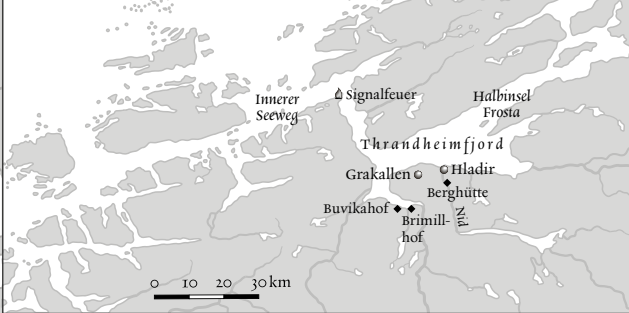 Signalfeuer
Innerer
Seeweg
Halbinsel
Frosta
Thrandheimfjord
Grakallen
Hladir
Berghütte
Buvikahof
Brimill-
hof
Nid
0 10 20 30 km